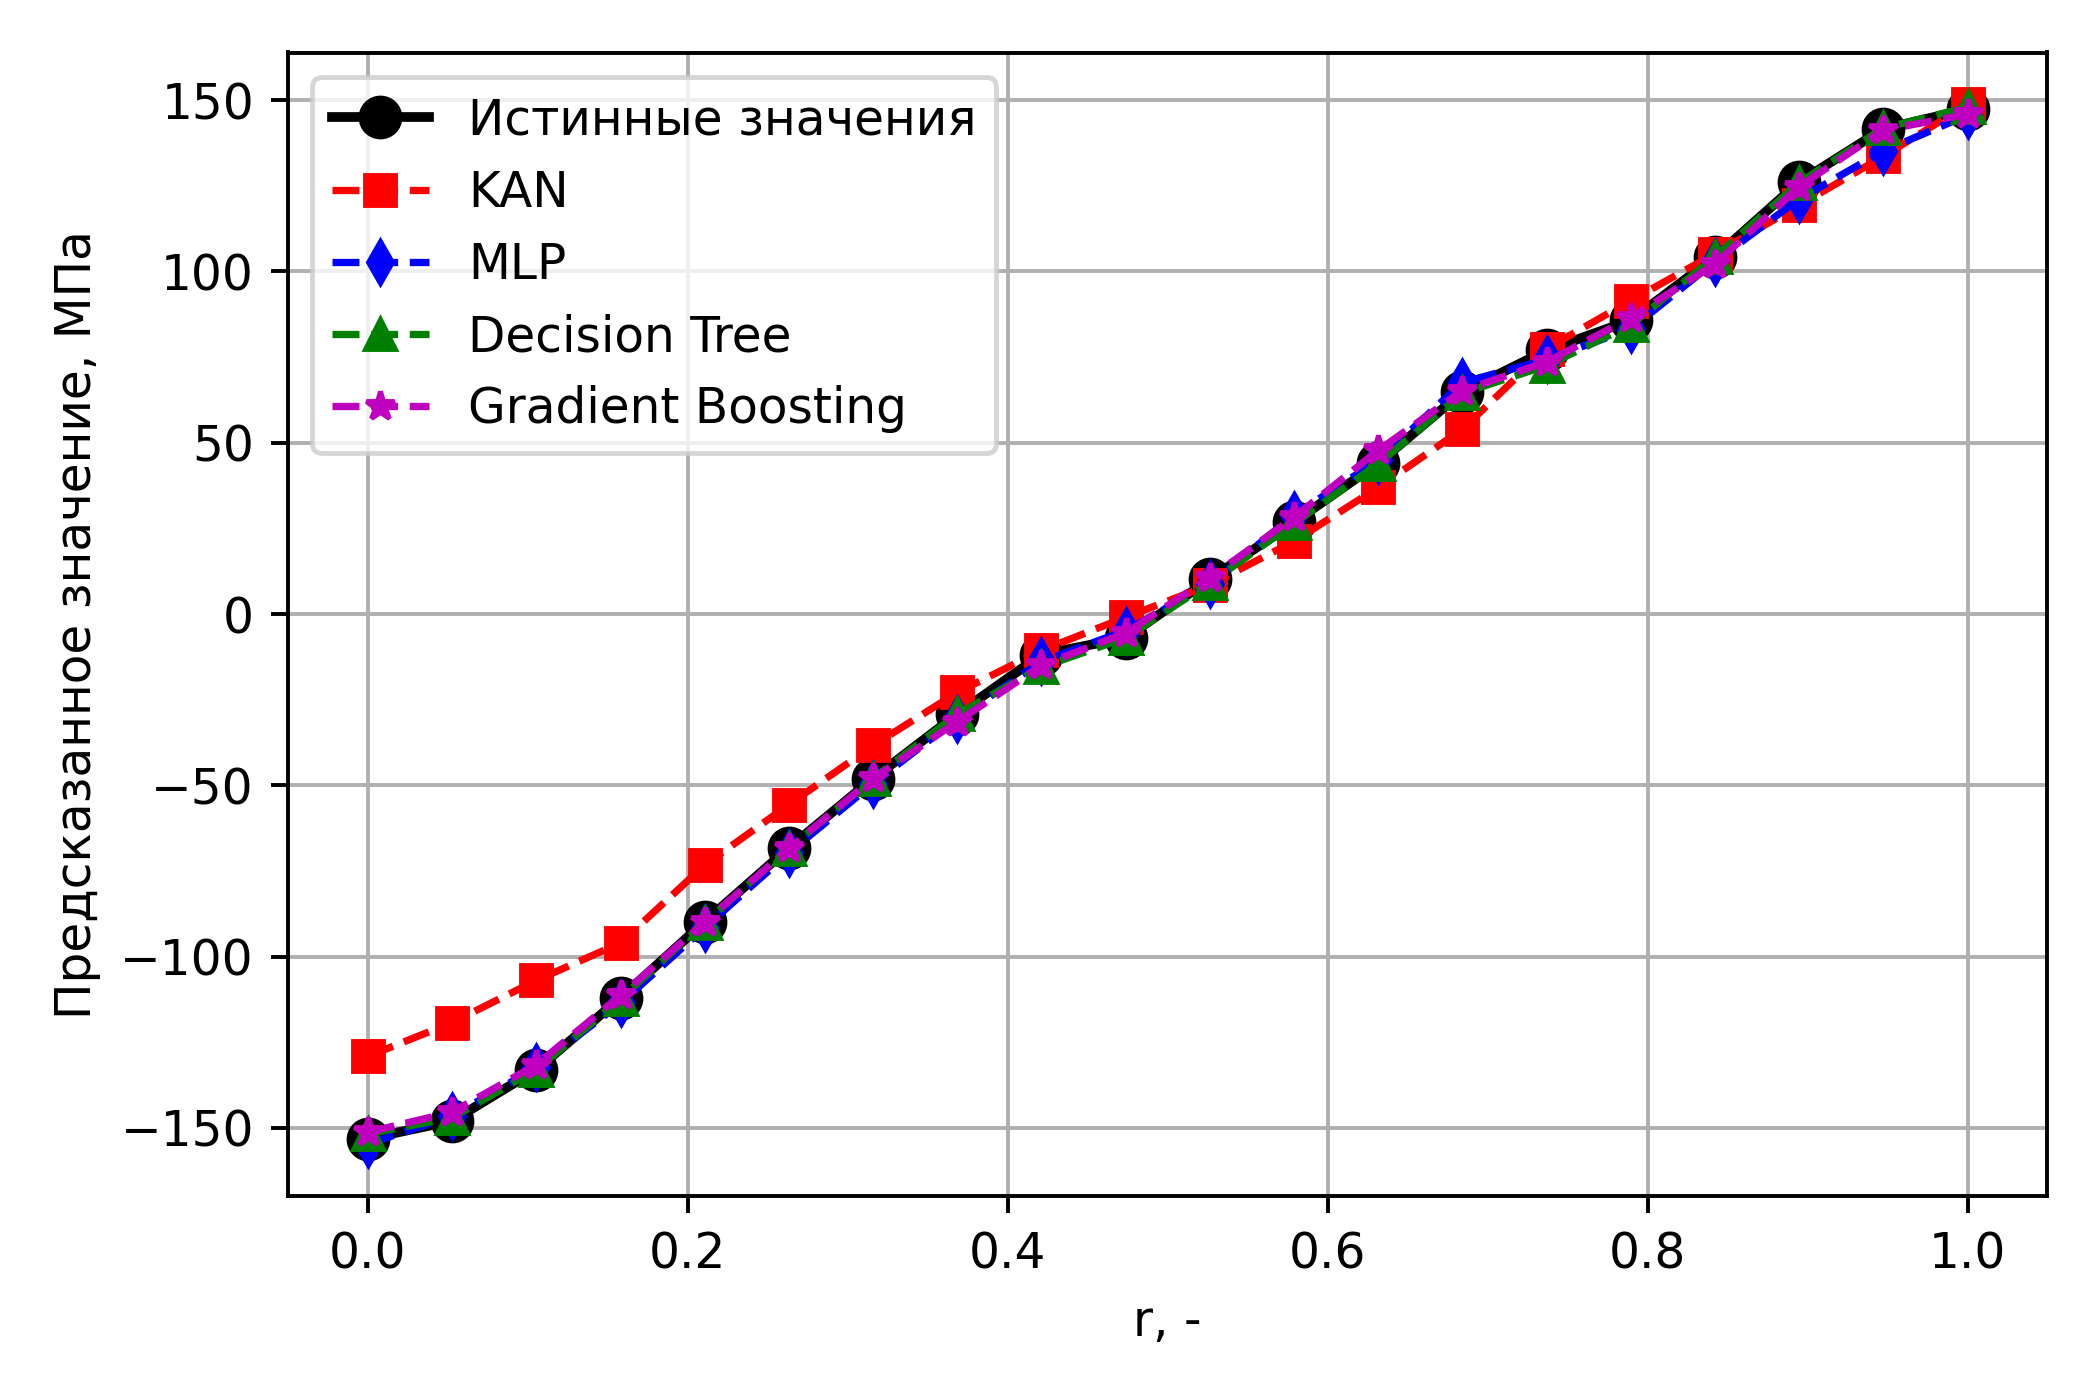 Истинные значения
KAN
MLP
Decision Tree
Gradient Boosting
Предсказанное значение, МПа
150
100
50
0
−50
−100
−150
0.0 0.2 0.4 0.6 0.8 1.0
r, -